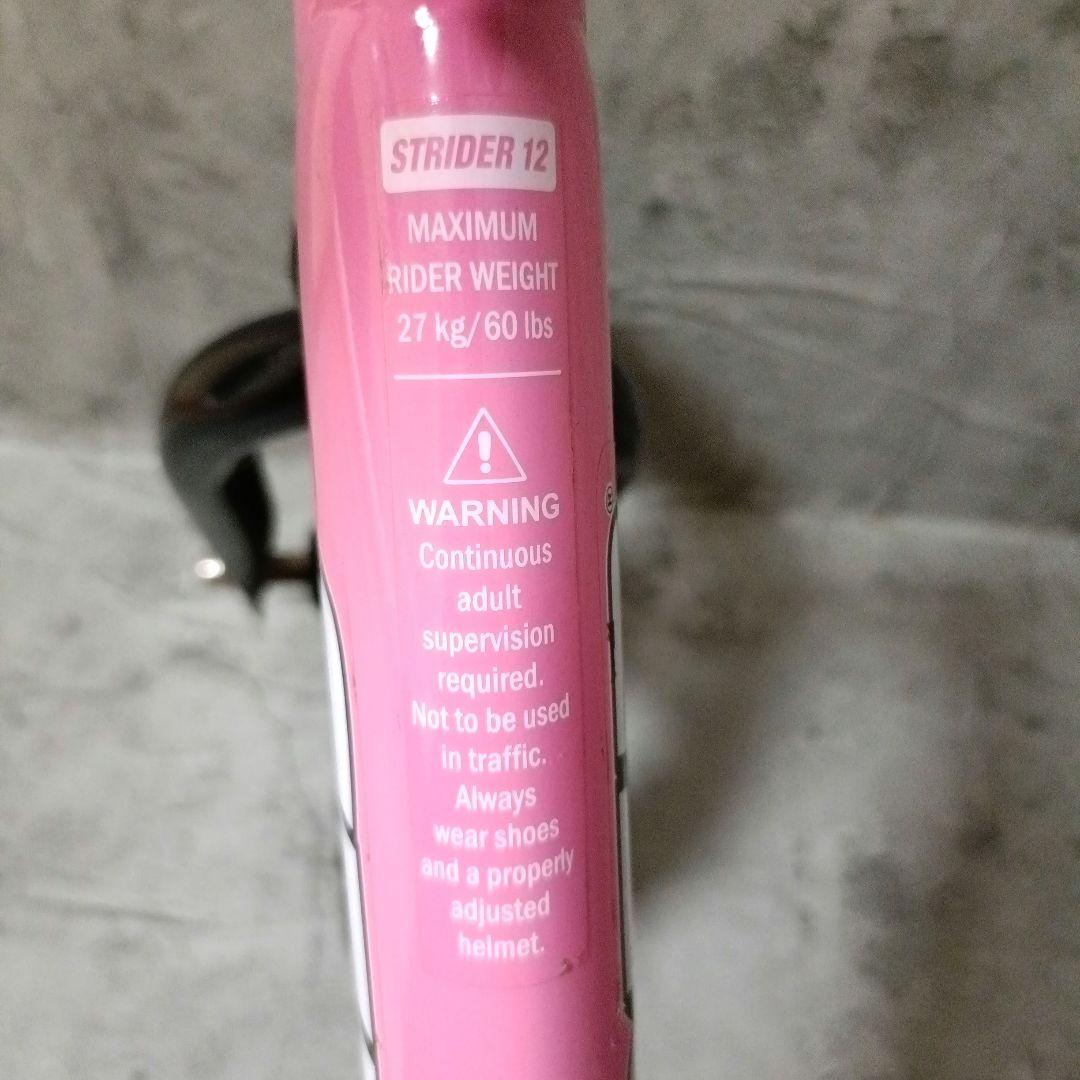 STRIDER 12
MAXIMUM
RIDER WEIGHT
27 kg/60 lbs
WARNING
Continuous
adult
supervision
required.
Not to be used
in traffic.
Always
wear shoes
and a properly
adjusted
helmet.